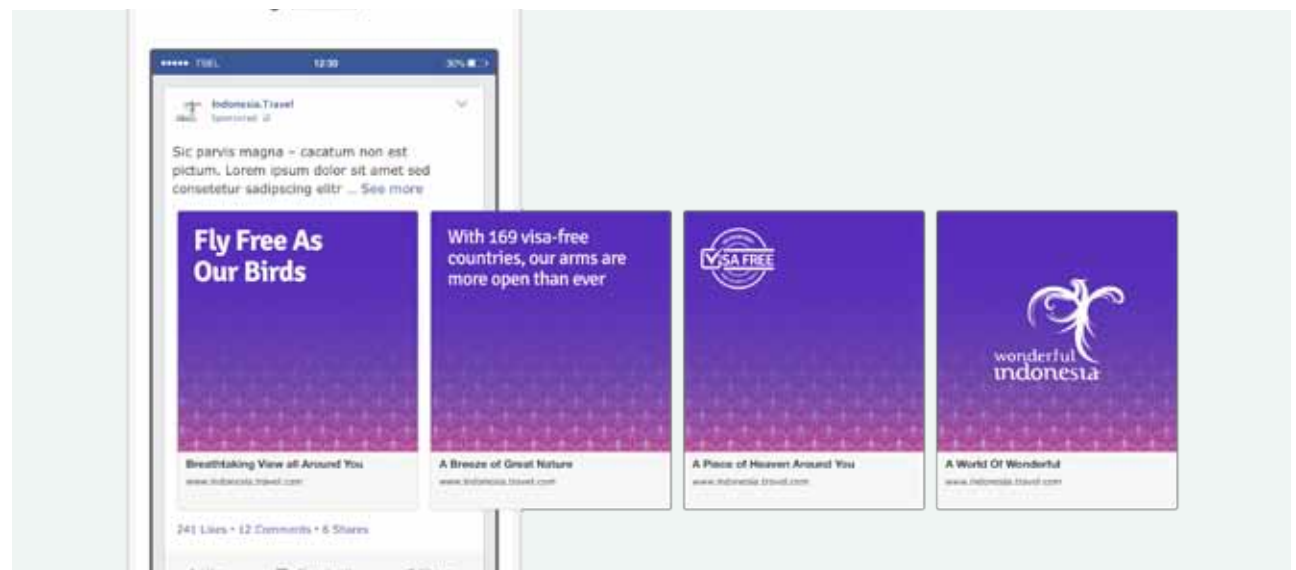 TSEL 12:30 30%
Indonesia.Travel
Sponsored
Sic parvis magna – cacatum non est
pictum. Lorem ipsum dolor sit amet sed
consetetur sadipscing elitr ... See more
Fly Free As
Our Birds
Breathtaking View all Around You
www.indonesia.travel.com
With 169 visa-free
countries, our arms are
more open than ever
A Breeze of Great Nature
www.indonesia.travel.com
VISA FREE
A Piece of Heaven Around You
www.indonesia.travel.com
wonderful
indonesia
A World Of Wonderful
www.indonesia.travel.com
241 Likes • 12 Comments • 6 Shares